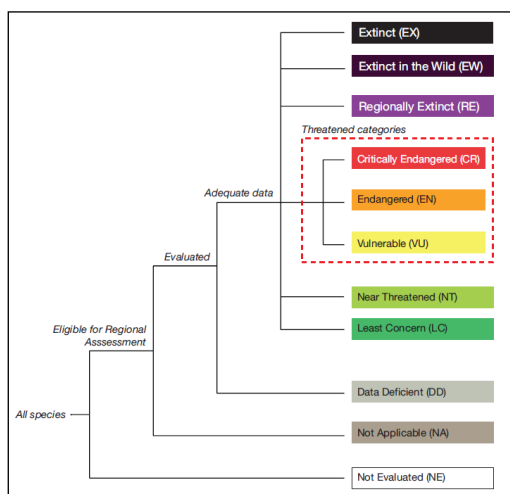 Extinct (EX)
Extinct in the Wild (EW)
Regionally Extinct (RE)
Threatened categories
Critically Endangered (CR)
Adequate data
Endangered (EN)
Vulnerable (VU)
Evaluated
Near Threatened (NT)
Eligible for Regional
Asssessment
Least Concern (LC)
Data Deficient (DD)
All species
Not Applicable (NA)
Not Evaluated (NE)